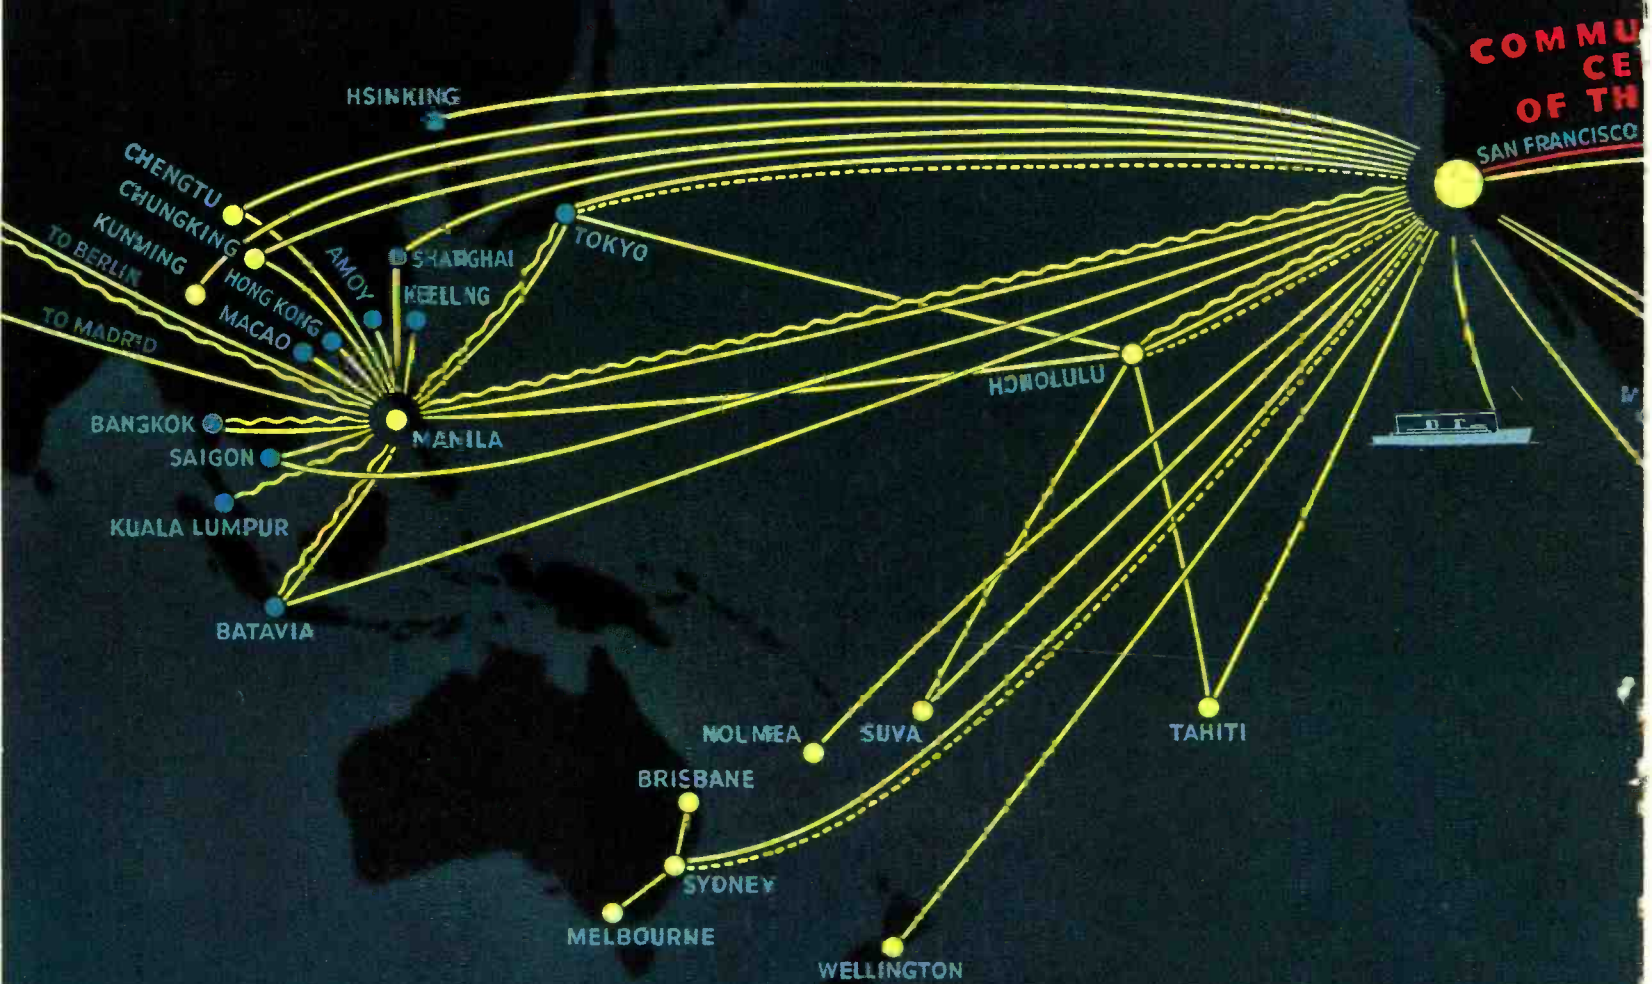 COMMU
CE
OF TH
SAN FRANCISCO
HSINKING
CHENGTU
CHUNGKING
KUNMING
TO BERLIN
HONG KONG
AMOY
SHANGHAI
KEELUNG
TOKYO
MACAO
TO MADRID
HONOLULU
BANGKOK
MANILA
SAIGON
KUALA LUMPUR
BATAVIA
NOUMEA
SUVA
TAHITI
BRISBANE
SYDNEY
MELBOURNE
WELLINGTON